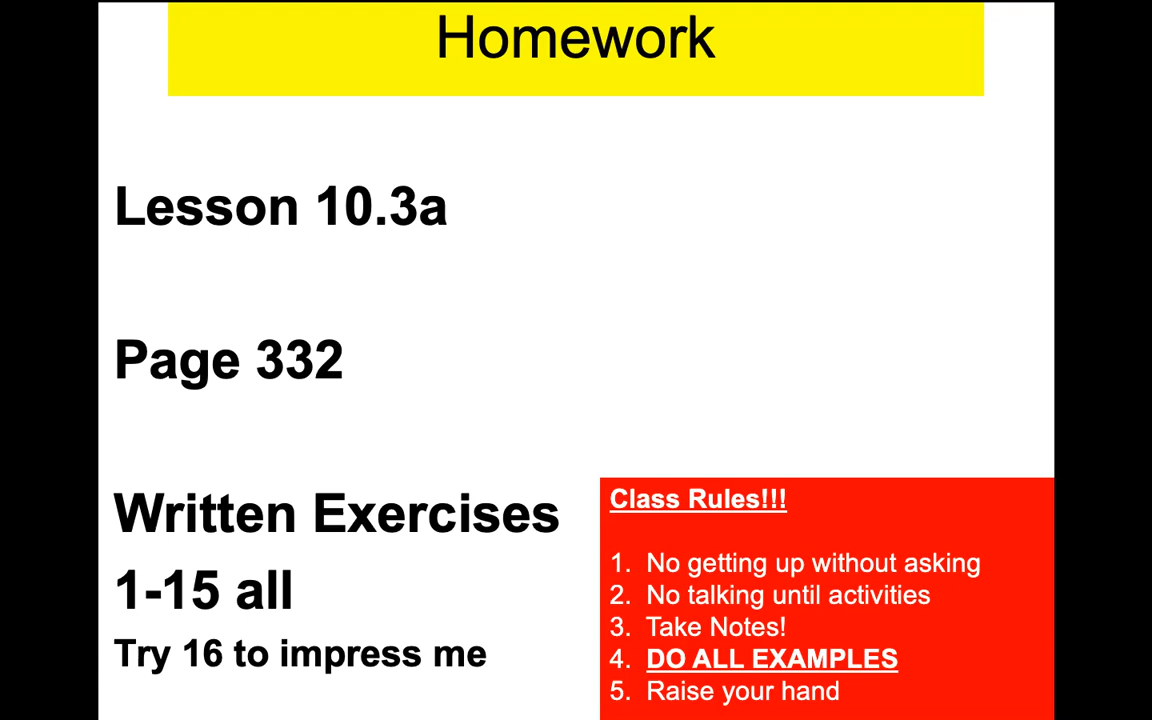 Homework
Lesson 10.3a
Page 332
Written Exercises
1-15 all
Try 16 to impress me
Class Rules!!!
1. No getting up without asking
2. No talking until activities
3. Take Notes!
4. DO ALL EXAMPLES
5. Raise your hand